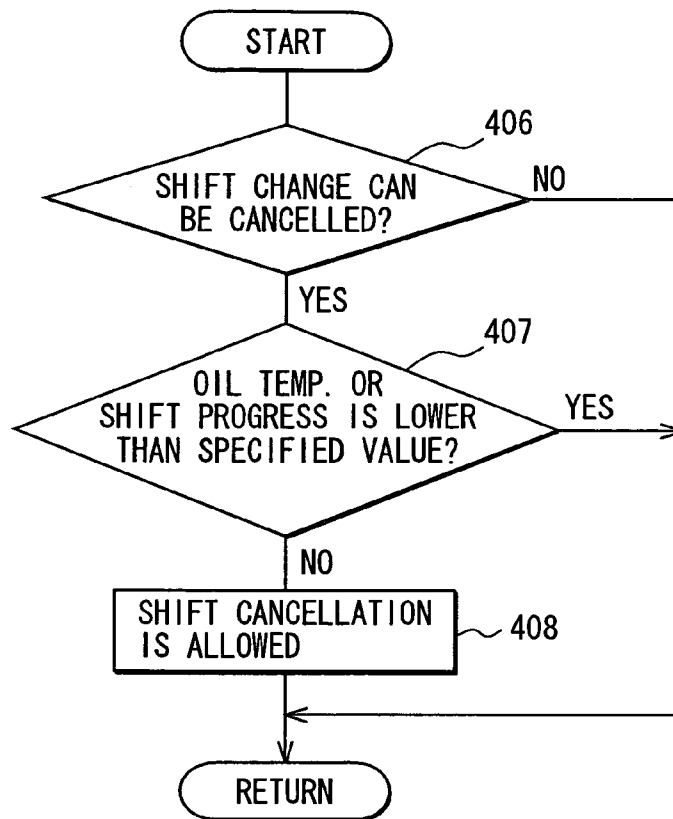 START
406
SHIFT CHANGE CAN
BE CANCELLED?
NO
YES
407
OIL TEMP. OR
SHIFT PROGRESS IS LOWER
THAN SPECIFIED VALUE?
YES
NO
SHIFT CANCELLATION
IS ALLOWED
408
RETURN